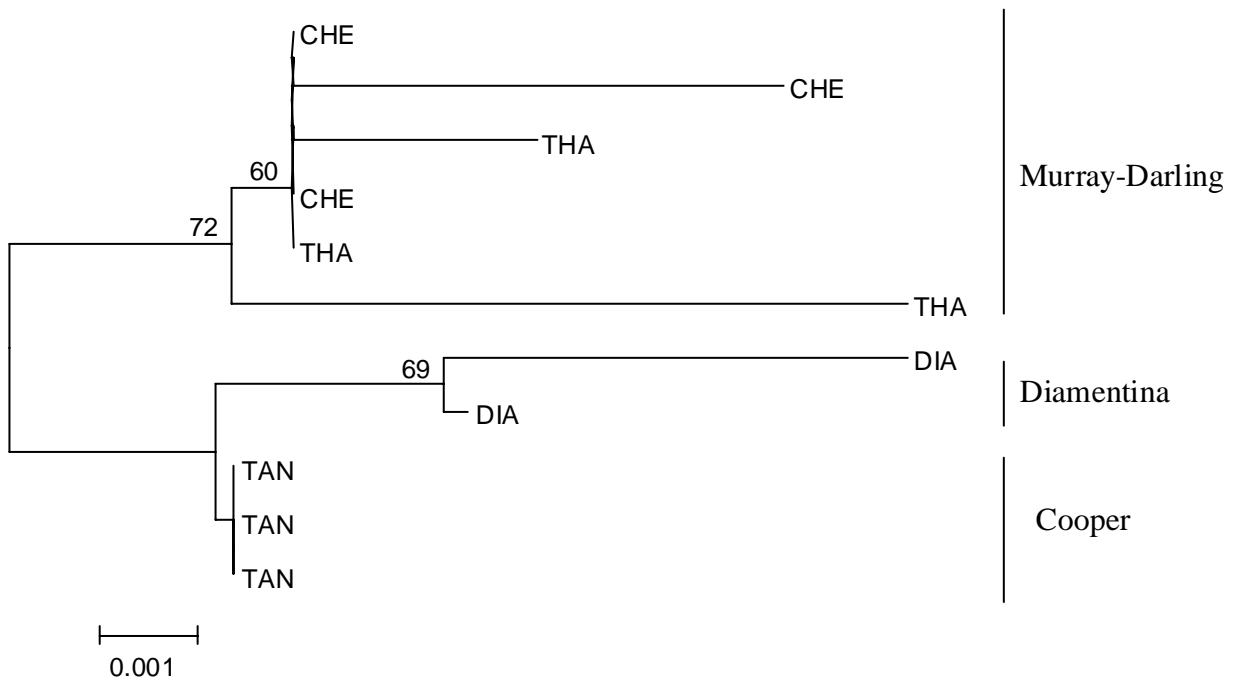 CHE
CHE
THA
60
CHE
Murray-Darling
72
THA
THA
DIA
69
Diamentina
DIA
TAN
TAN
Cooper
TAN
0.001